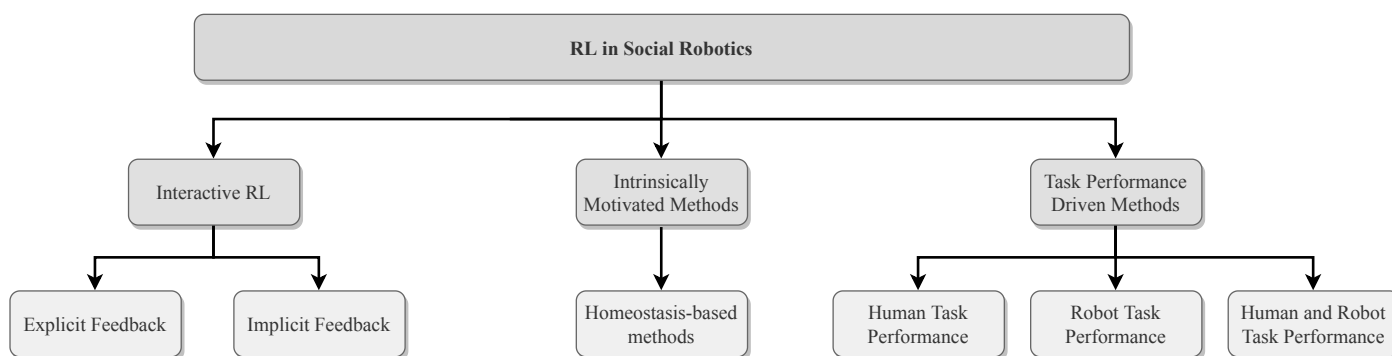 RL in Social Robotics
Interactive RL
Intrinsically
Motivated Methods
Task Performance
Driven Methods
Explicit Feedback
Implicit Feedback
Homeostasis-based
methods
Human Task
Performance
Robot Task
Performance
Human and Robot
Task Performance